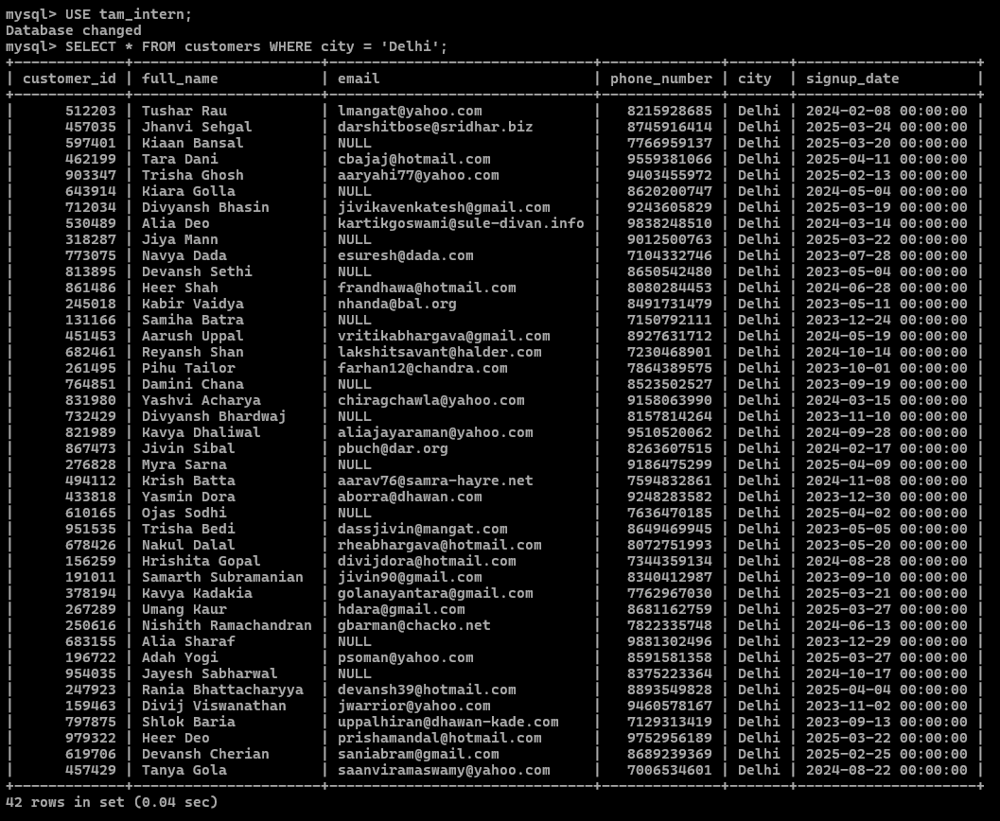 mysql> USE tam_intern;
Database changed
mysql> SELECT * FROM customers WHERE city = 'Delhi';
+-------------+----------------------+-------------------------------+--------------+-------+---------------------+
| customer_id | full_name            | email                         | phone_number | city  | signup_date         |
+-------------+----------------------+-------------------------------+--------------+-------+---------------------+
|      512203 | Tushar Rau           | lmangat@yahoo.com             |   8215928685 | Delhi | 2024-02-08 00:00:00 |
|      457035 | Jhanvi Sehgal        | darshitbose@sridhar.biz       |   8745916414 | Delhi | 2025-03-24 00:00:00 |
|      597401 | Kiaan Bansal         | NULL                          |   7766959137 | Delhi | 2025-03-20 00:00:00 |
|      462199 | Tara Dani            | cbajaj@hotmail.com            |   9559381066 | Delhi | 2025-04-11 00:00:00 |
|      903347 | Trisha Ghosh         | aaryahi77@yahoo.com           |   9403455972 | Delhi | 2025-02-13 00:00:00 |
|      643914 | Kiara Golla          | NULL                          |   8620200747 | Delhi | 2024-05-04 00:00:00 |
|      712034 | Divyansh Bhasin      | jivikavenkatesh@gmail.com     |   9243605829 | Delhi | 2025-03-19 00:00:00 |
|      530489 | Alia Deo             | kartikgoswami@sule-divan.info |   9838248510 | Delhi | 2024-03-14 00:00:00 |
|      318287 | Jiya Mann            | NULL                          |   9012500763 | Delhi | 2025-03-22 00:00:00 |
|      773075 | Navya Dada           | esuresh@dada.com              |   7104332746 | Delhi | 2023-07-28 00:00:00 |
|      813895 | Devansh Sethi        | NULL                          |   8650542480 | Delhi | 2023-05-04 00:00:00 |
|      861486 | Heer Shah            | frandhawa@hotmail.com         |   8080284453 | Delhi | 2024-06-28 00:00:00 |
|      245018 | Kabir Vaidya         | nhanda@bal.org                |   8491731479 | Delhi | 2023-05-11 00:00:00 |
|      131166 | Samiha Batra         | NULL                          |   7150792111 | Delhi | 2023-12-24 00:00:00 |
|      451453 | Aarush Uppal         | vritikabhargava@gmail.com     |   8927631712 | Delhi | 2024-05-19 00:00:00 |
|      682461 | Reyansh Shan         | lakshitsavant@halder.com      |   7230468901 | Delhi | 2024-10-14 00:00:00 |
|      261495 | Pihu Tailor          | farhan12@chandra.com          |   7864389575 | Delhi | 2023-10-01 00:00:00 |
|      764851 | Damini Chana         | NULL                          |   8523502527 | Delhi | 2023-09-19 00:00:00 |
|      831980 | Yashvi Acharya       | chiragchawla@yahoo.com        |   9158063990 | Delhi | 2024-03-15 00:00:00 |
|      732429 | Divyansh Bhardwaj    | NULL                          |   8157814264 | Delhi | 2023-11-10 00:00:00 |
|      821989 | Kavya Dhaliwal       | aliajayaraman@yahoo.com       |   9510520062 | Delhi | 2024-09-28 00:00:00 |
|      867473 | Jivin Sibal          | pbuch@dar.org                 |   8263607515 | Delhi | 2024-02-17 00:00:00 |
|      276828 | Myra Sarna           | NULL                          |   9186475299 | Delhi | 2025-04-09 00:00:00 |
|      494112 | Krish Batta          | aarav76@samra-hayre.net       |   7594832861 | Delhi | 2024-11-08 00:00:00 |
|      433818 | Yasmin Dora          | aborra@dhawan.com             |   9248283582 | Delhi | 2023-12-30 00:00:00 |
|      610165 | Ojas Sodhi           | NULL                          |   7636470185 | Delhi | 2025-04-02 00:00:00 |
|      951535 | Trisha Bedi          | dassjivin@mangat.com          |   8649469945 | Delhi | 2023-05-05 00:00:00 |
|      678426 | Nakul Dalal          | rheabhargava@hotmail.com      |   8072751993 | Delhi | 2023-05-20 00:00:00 |
|      156259 | Hrishita Gopal       | divijdora@hotmail.com         |   7344359134 | Delhi | 2024-08-28 00:00:00 |
|      191011 | Samarth Subramanian  | jivin90@gmail.com             |   8340412987 | Delhi | 2023-09-10 00:00:00 |
|      378194 | Kavya Kadakia        | golanayantara@gmail.com       |   7762967030 | Delhi | 2025-03-21 00:00:00 |
|      267289 | Umang Kaur           | hdara@gmail.com               |   8681162759 | Delhi | 2025-03-27 00:00:00 |
|      250616 | Nishith Ramachandran | gbarman@chacko.net            |   7822335748 | Delhi | 2024-06-13 00:00:00 |
|      683155 | Alia Sharaf          | NULL                          |   9881302496 | Delhi | 2023-12-29 00:00:00 |
|      196722 | Adah Yogi            | psoman@yahoo.com              |   8591581358 | Delhi | 2025-03-27 00:00:00 |
|      954035 | Jayesh Sabharwal     | NULL                          |   8375223364 | Delhi | 2024-10-17 00:00:00 |
|      247923 | Rania Bhattacharyya  | devansh39@hotmail.com         |   8893549828 | Delhi | 2025-04-04 00:00:00 |
|      159463 | Divij Viswanathan    | jwarrior@yahoo.com            |   9460578167 | Delhi | 2023-11-02 00:00:00 |
|      797875 | Shlok Baria          | uppalhiran@dhawan-kade.com    |   7129313419 | Delhi | 2023-09-13 00:00:00 |
|      979322 | Heer Deo             | prishamandal@hotmail.com      |   9752956189 | Delhi | 2025-03-22 00:00:00 |
|      619706 | Devansh Cherian      | saniabram@gmail.com           |   8689239369 | Delhi | 2025-02-25 00:00:00 |
|      457429 | Tanya Gola           | saanviramaswamy@yahoo.com     |   7006534601 | Delhi | 2024-08-22 00:00:00 |
+-------------+----------------------+-------------------------------+--------------+-------+---------------------+
42 rows in set (0.04 sec)